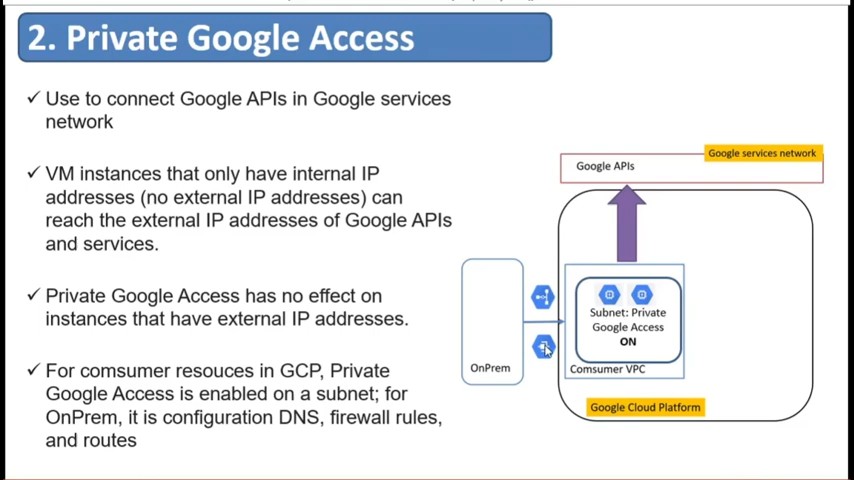 2. Private Google Access
✓ Use to connect Google APIs in Google services
network
✓ VM instances that only have internal IP
addresses (no external IP addresses) can
reach the external IP addresses of Google APIs
and services.
✓ Private Google Access has no effect on
instances that have external IP addresses.
✓ For comsumer resouces in GCP, Private
Google Access is enabled on a subnet; for
OnPrem, it is configuration DNS, firewall rules,
and routes
Google services network
Google APIs
Subnet: Private
Google Access
ON
OnPrem
Comsumer VPC
Google Cloud Platform